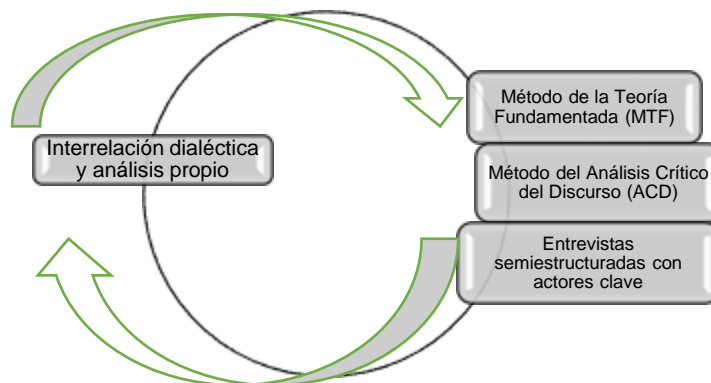 Interrelación dialéctica
y análisis propio
Método de la Teoría
Fundamentada (MTF)
Método del Análisis Crítico
del Discurso (ACD)
Entrevistas
semiestructuradas con
actores clave